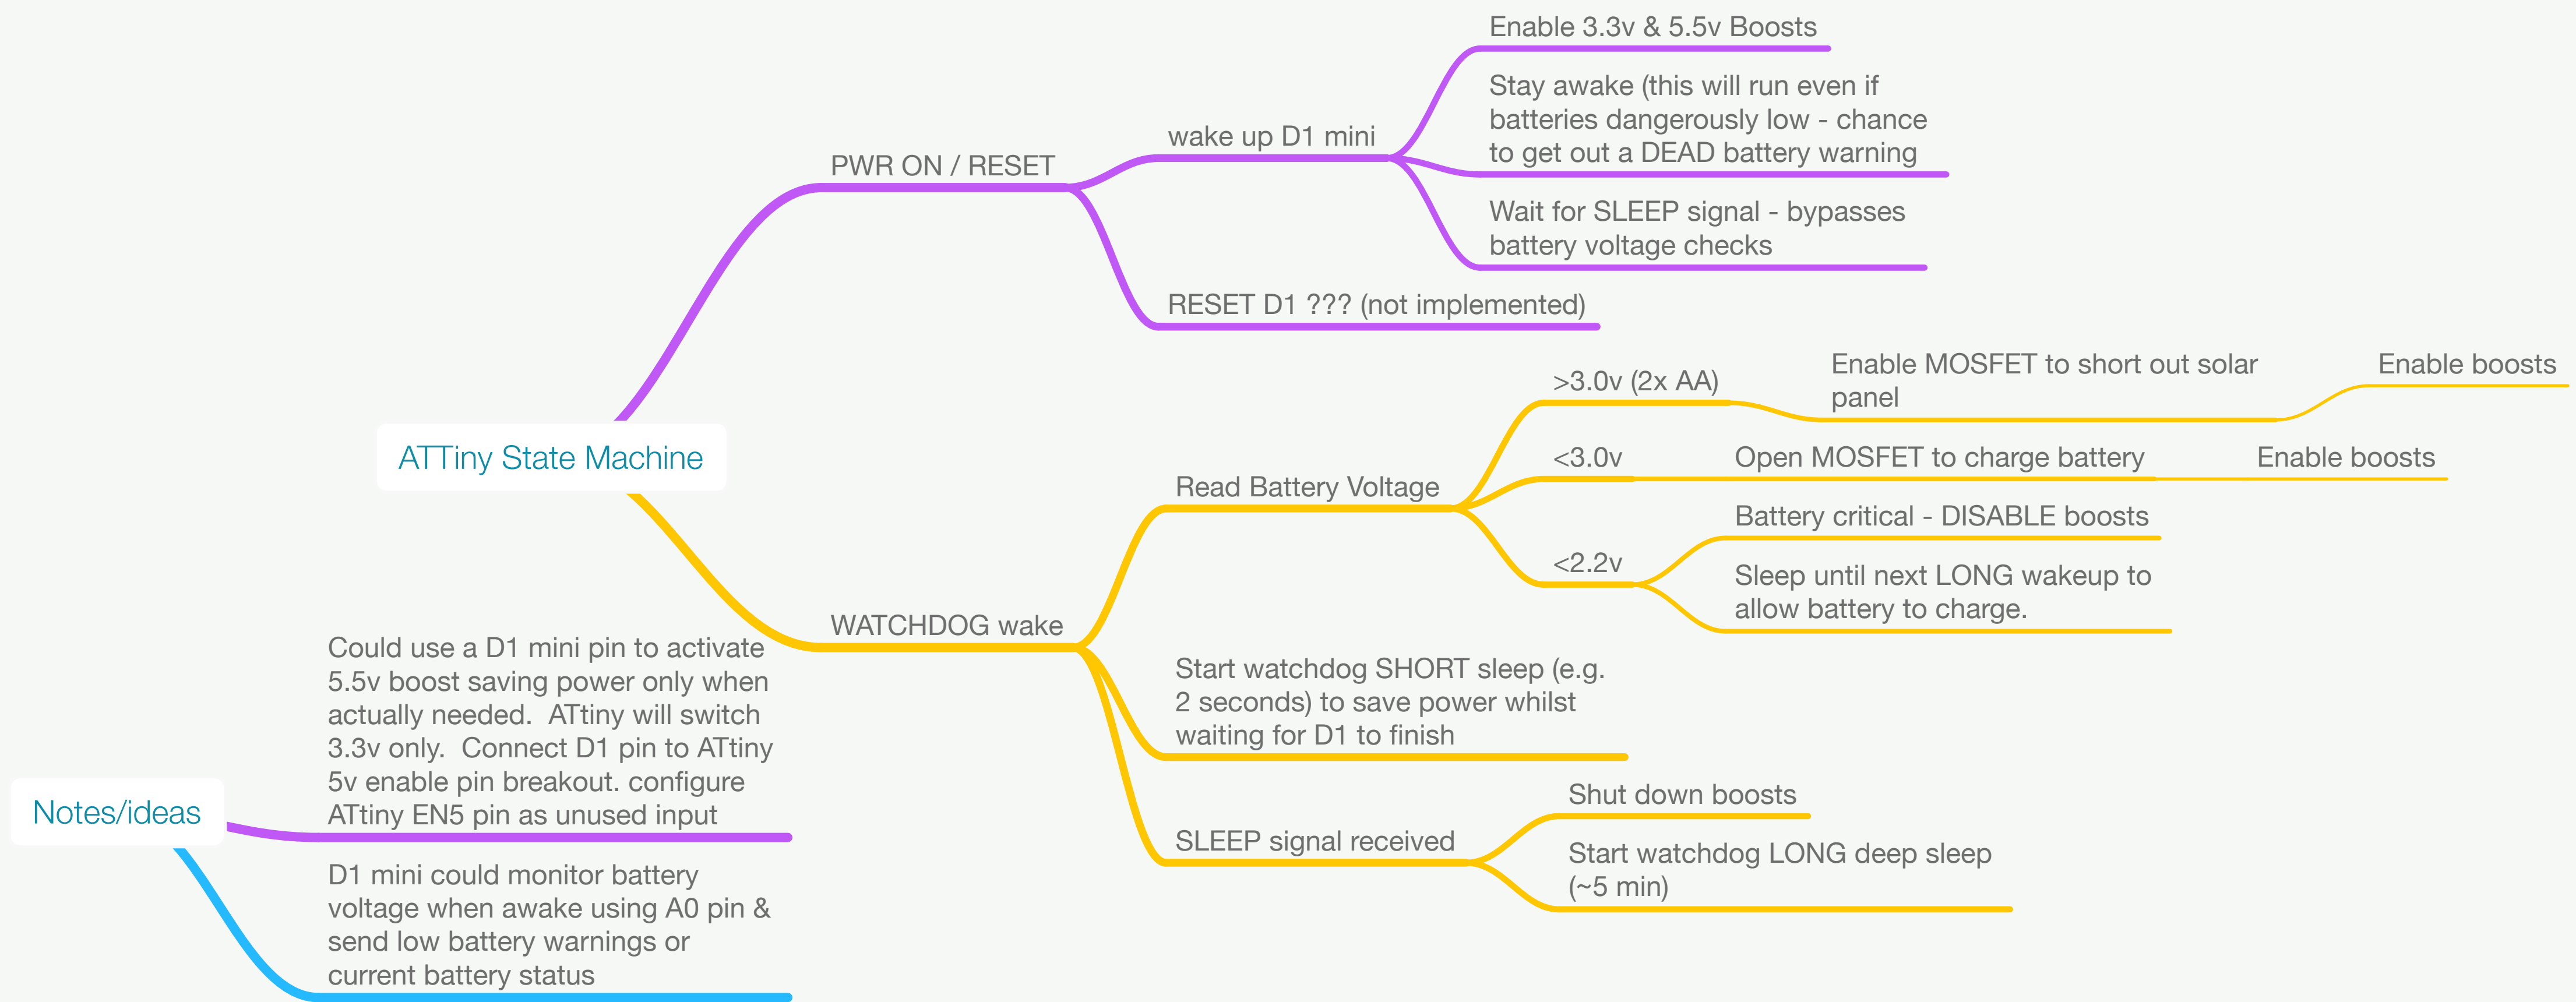 Enable 3.3v & 5.5v Boosts
Stay awake (this will run even if
batteries dangerously low - chance
to get out a DEAD battery warning
wake up D1 mini
PWR ON / RESET
Wait for SLEEP signal - bypasses
battery voltage checks
RESET D1 ??? (not implemented)
ATTiny State Machine
>3.0v (2x AA)
Enable MOSFET to short out solar
panel
Enable boosts
<3.0v
Open MOSFET to charge battery
Enable boosts
Read Battery Voltage
Battery critical - DISABLE boosts
<2.2v
Sleep until next LONG wakeup to
allow battery to charge.
WATCHDOG wake
Start watchdog SHORT sleep (e.g.
2 seconds) to save power whilst
waiting for D1 to finish
SLEEP signal received
Shut down boosts
Start watchdog LONG deep sleep
(~5 min)
Notes/ideas
Could use a D1 mini pin to activate
5.5v boost saving power only when
actually needed.  ATtiny will switch
3.3v only.  Connect D1 pin to ATtiny
5v enable pin breakout. configure
ATtiny EN5 pin as unused input
D1 mini could monitor battery
voltage when awake using A0 pin &
send low battery warnings or
current battery status